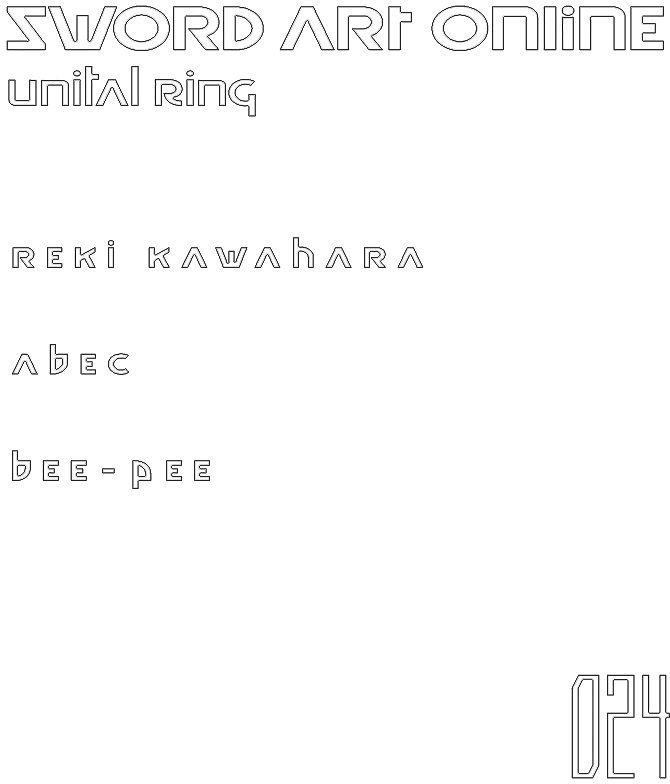 SWORD ART ONLINE
UNITAL RING
REKI KAWAHARA
ABEC
BEE-PEE
024